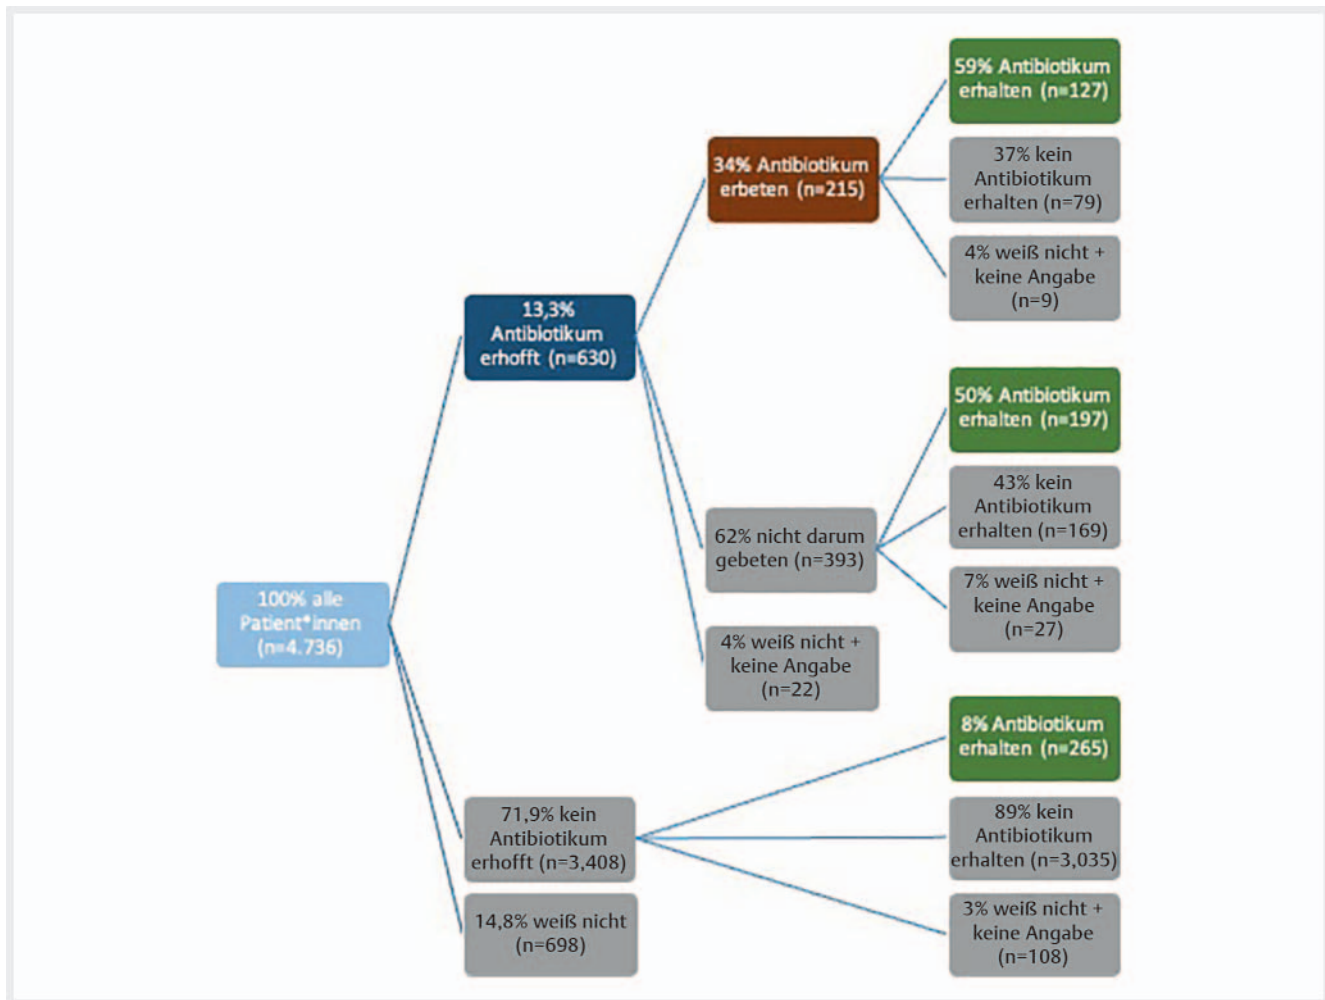 59% Antibiotikum
erhalten (n=127)
34% Antibiotikum
erbeten (n=215)
37% kein
Antibiotikum
erhalten (n=79)
4% weiß nicht +
keine Angabe
(n=9)
13,3%
Antibiotikum
erhofft (n=630)
50% Antibiotikum
erhalten (n=197)
43% kein
Antibiotikum
erhalten (n=169)
62% nicht darum
gebeten (n=393)
7% weiß nicht +
keine Angabe
(n=27)
100% alle
Patient*innen
(n=4.736)
4% weiß nicht +
keine Angabe
(n=22)
8% Antibiotikum
erhalten (n=265)
71,9% kein
Antibiotikum
erhofft (n=3,408)
89% kein
Antibiotikum
erhalten (n=3,035)
14,8% weiß nicht
(n=698)
3% weiß nicht +
keine Angabe
(n=108)